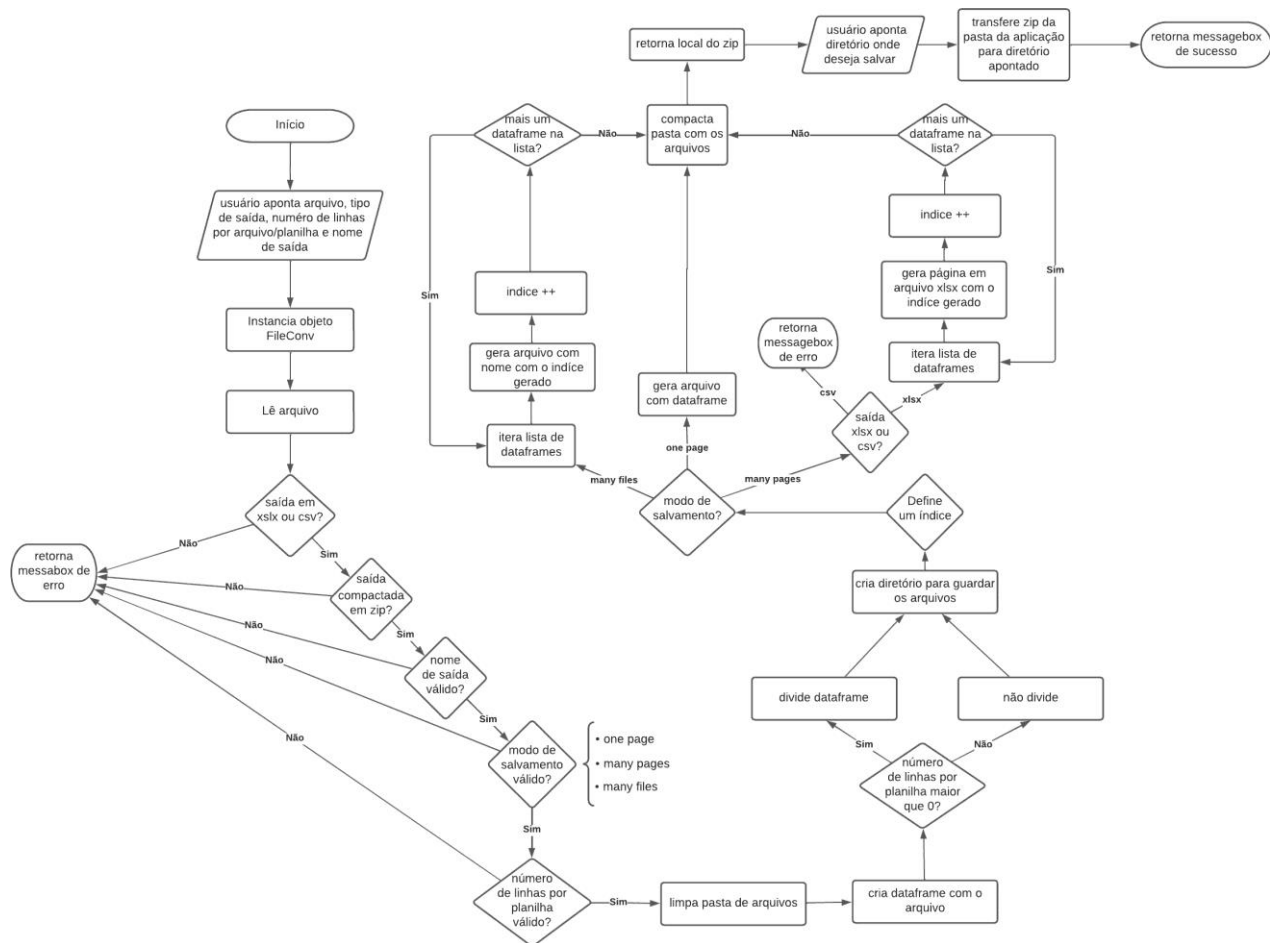 Início
usuário aponta arquivo, tipo
de saída, numéro de linhas
por arquivo/planilha e nome
de saída
Instancia objeto
FileConv
Lê arquivo
saída em
xslx ou csv?
Não
Sim
retorna
messabox de
erro
saída
compactada
em zip?
Não
Sim
nome
de saída
válido?
Não
Sim
modo de
salvamento
válido?
Não
• one page
• many pages
• many files
Sim
número
de linhas por
planilha
válido?
Não
Sim
limpa pasta de arquivos
cria dataframe com o
arquivo
número
de linhas por
planilha maior
que 0?
Sim
Não
divide dataframe
não divide
cria diretório para guardar
os arquivos
Define
um índice
modo de
salvamento?
many files
one page
many pages
itera lista de
dataframes
gera arquivo com
nome com o indíce
gerado
indice ++
mais um
dataframe na
lista?
Sim
Não
gera arquivo
com dataframe
saída
xlsx ou
csv?
csv
xlsx
retorna
messagebox
de erro
itera lista de
dataframes
gera página em
arquivo xlsx com o
indíce gerado
indice ++
mais um
dataframe na
lista?
Sim
Não
compacta
pasta com os
arquivos
retorna local do zip
usuário aponta
diretório onde
deseja salvar
transfere zip da
pasta da aplicação
para diretório
apontado
retorna messagebox
de sucesso